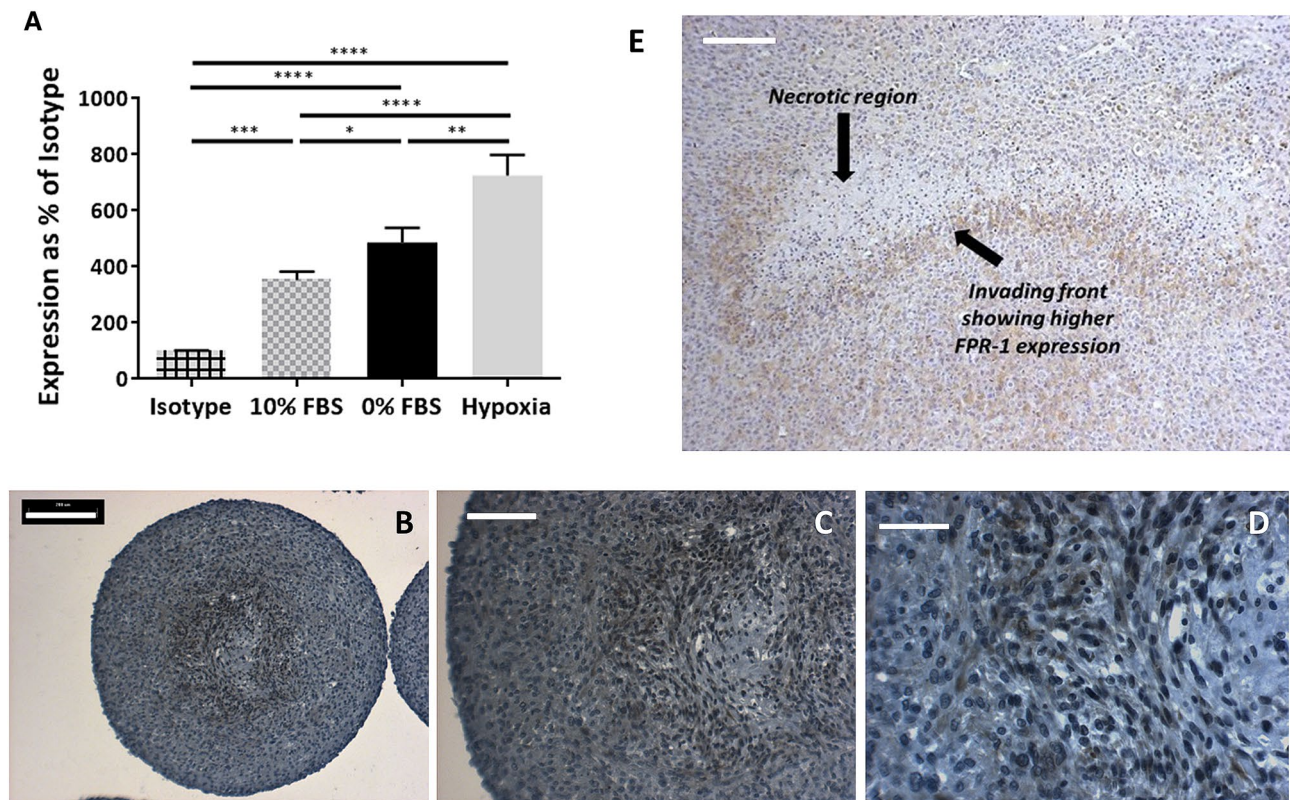 A
****
****
****
***
*
**
Expression as % of Isotype
1000
800
600
400
200
0
Isotype
10% FBS
0% FBS
Hypoxia
E
Necrotic region
Invading front
showing higher
FPR-1 expression
B
C
D